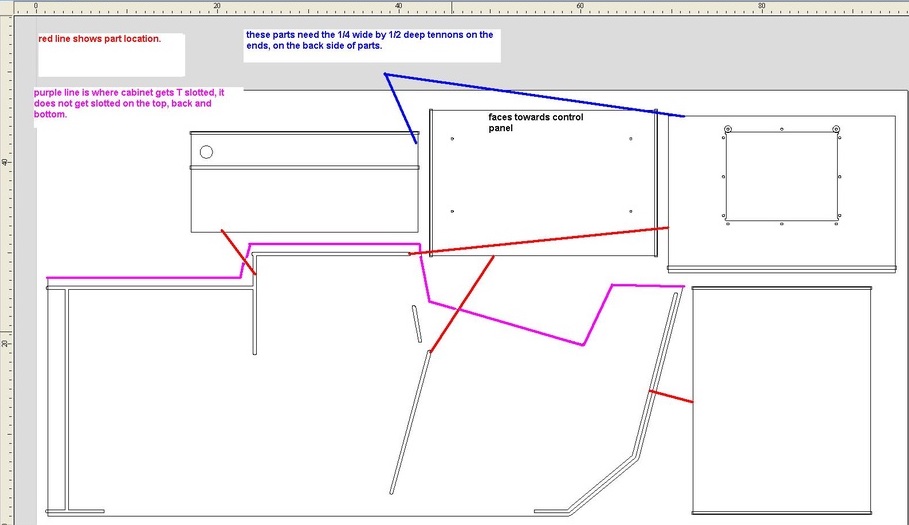 0
20
40
60
80
red line shows part location.
these parts need the 1/4 wide by 1/2 deep tennons on the
ends, on the back side of parts.
purple line is where cabinet gets T slotted, it
does not get slotted on the top, back and
bottom.
faces towards control
panel
40
20